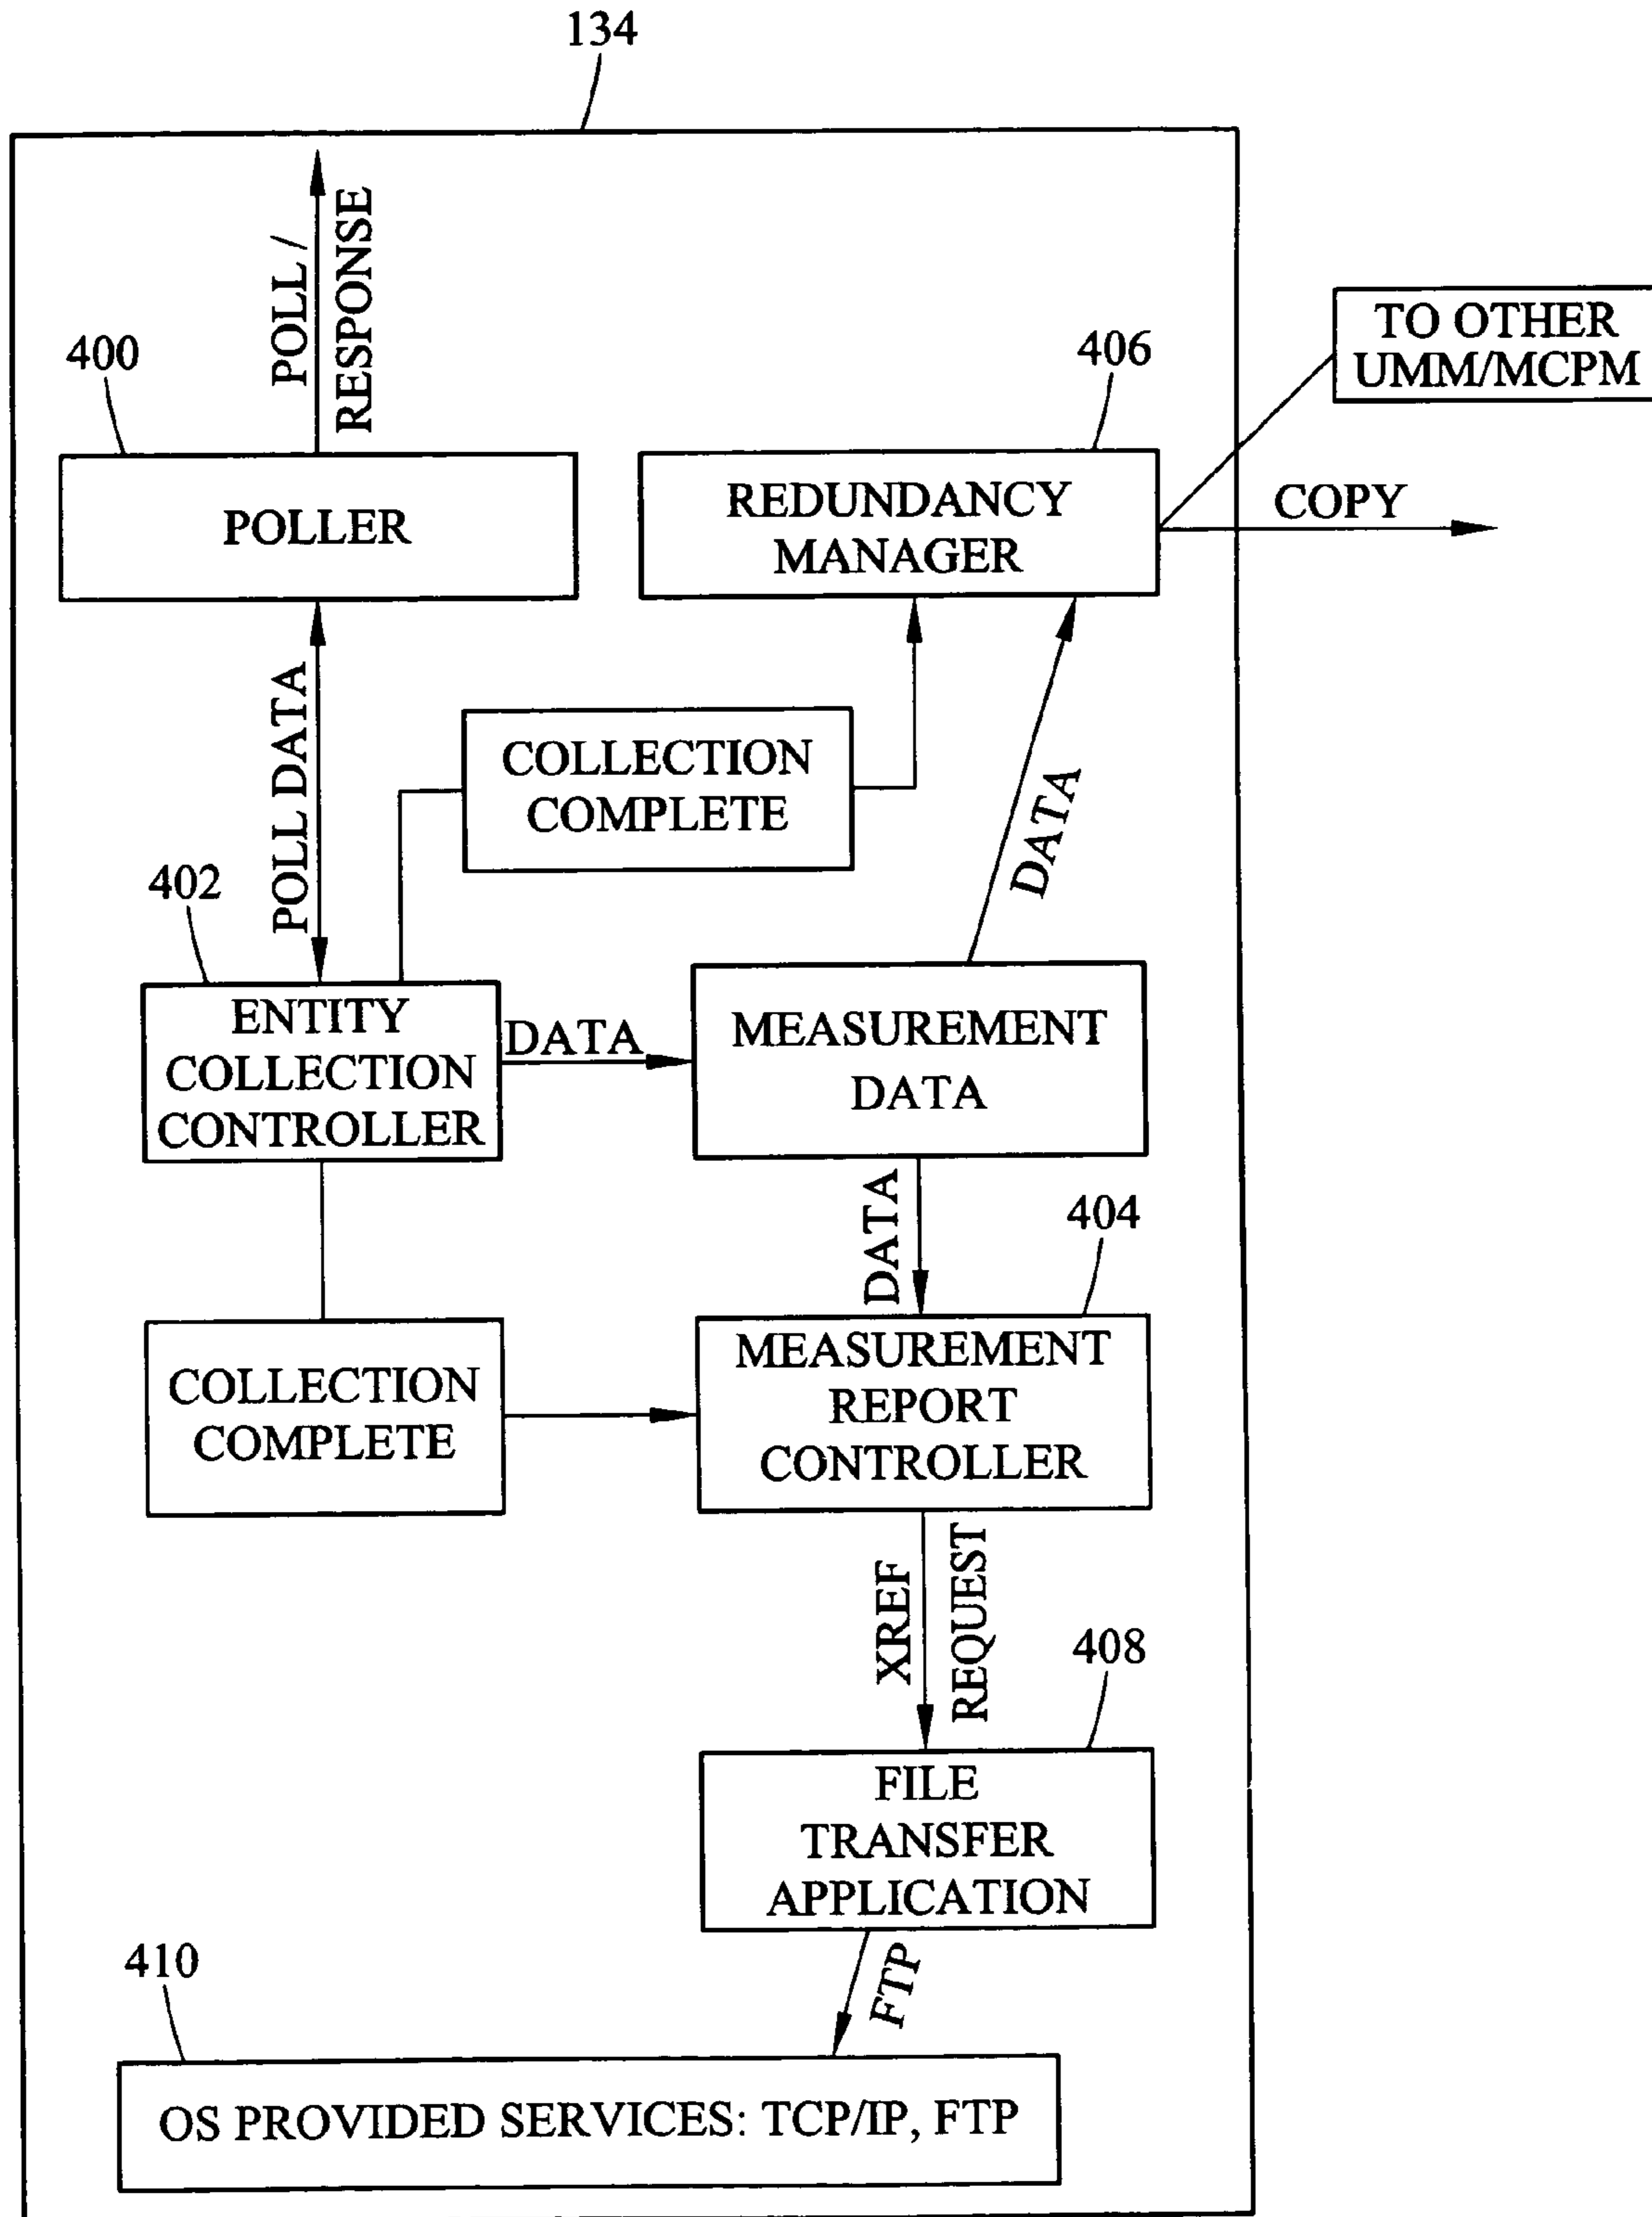 134
POLL /
RESPONSE
400
406
TO OTHER
UMM/MCPM
POLLER
REDUNDANCY
MANAGER
COPY
POLL DATA
COLLECTION
COMPLETE
DATA
402
ENTITY
COLLECTION
CONTROLLER
DATA
MEASUREMENT
DATA
DATA
404
COLLECTION
COMPLETE
MEASUREMENT
REPORT
CONTROLLER
XREF
REQUEST
408
FILE
TRANSFER
APPLICATION
FTP
410
OS PROVIDED SERVICES: TCP/IP, FTP